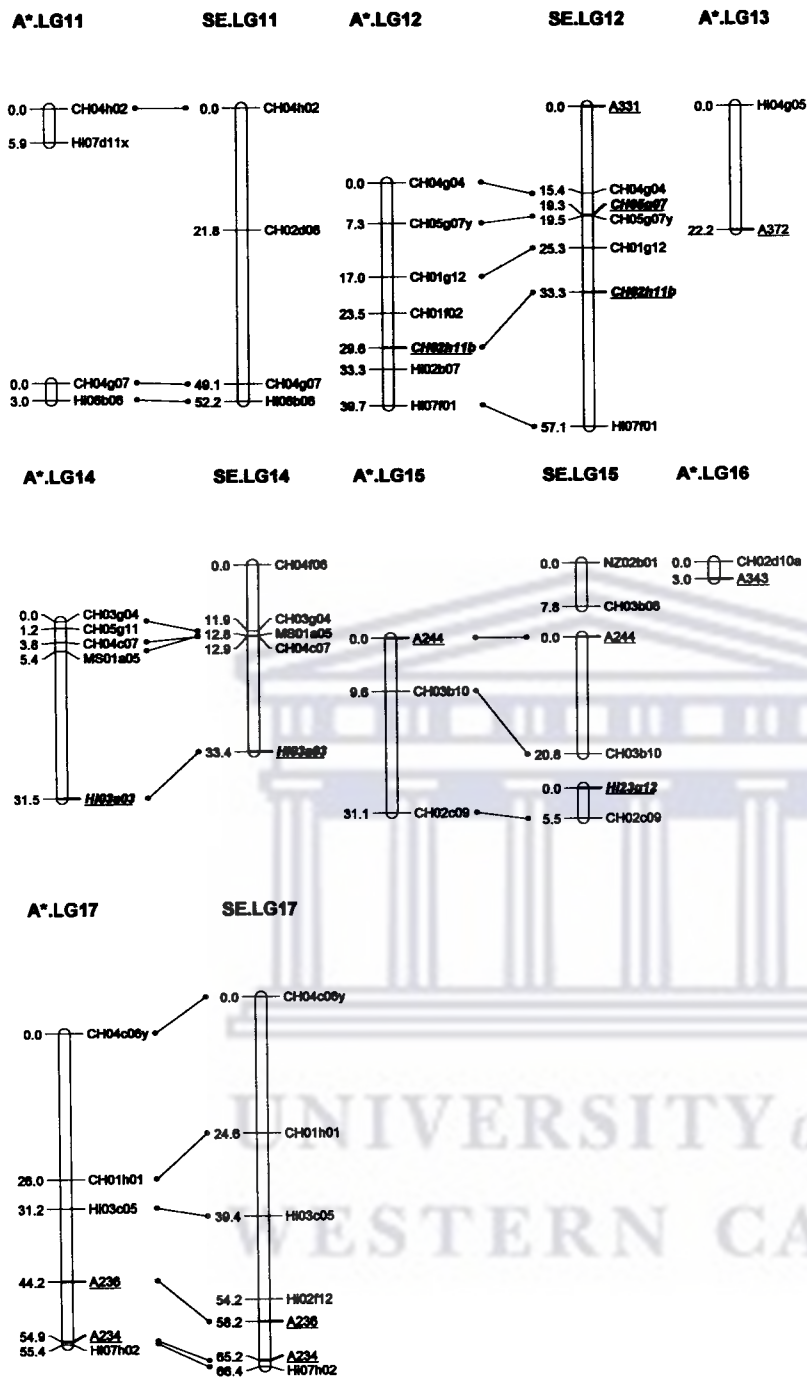 A*.LG11 SE.LG11 A*.LG12 SE.LG12 A*.LG13
0.0 CH04h02
5.9 HI07d11x
0.0 CH04g07
3.0 HI06b06
0.0 CH04h02
21.8 CH02d06
49.1 CH04g07
52.2 HI06b06
0.0 CH04g04
7.3 CH05g07y
17.0 CH01g12
23.5 CH01f02
29.6 CH02h11b
33.3 HI02b07
39.7 HI07f01
0.0 A331
15.4 CH04g04
19.3 CH05g07
19.5 CH05g07y
25.3 CH01g12
33.3 CH02h11b
57.1 HI07f01
0.0 HI04g05
22.2 A372
A*.LG14 SE.LG14 A*.LG15 SE.LG15 A*.LG16
0.0 CH03g04
1.2 CH05g11
3.8 CH04c07
5.4 MS01a05
31.5 HI03a03
0.0 CH04f06
11.9 CH03g04
12.8 MS01a05
12.9 CH04c07
33.4 HI03a03
0.0 A244
9.6 CH03b10
31.1 CH02c09
0.0 NZ02b01
7.8 CH03b06
0.0 A244
20.8 CH03b10
0.0 HI23g12
5.5 CH02c09
0.0 CH02d10a
3.0 A343
A*.LG17 SE.LG17
0.0 CH04c06y
26.0 CH01h01
31.2 HI03c05
44.2 A236
54.9 A234
55.4 HI07h02
0.0 CH04c06y
24.6 CH01h01
39.4 HI03c05
54.2 HI02f12
58.2 A236
65.2 A234
66.4 HI07h02
UNIVERSITY
WESTERN